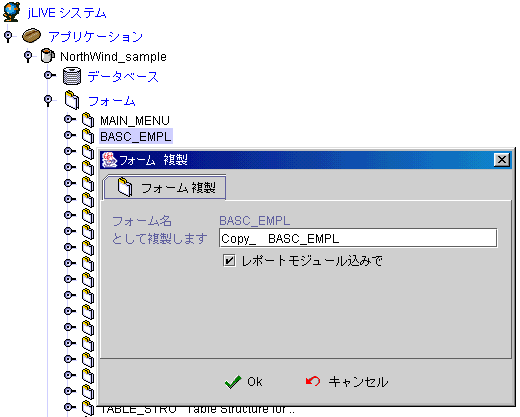 jLIVE システム
アプリケーション
NorthWind_sample
データベース
フォーム
MAIN_MENU
BASC_EMPL
フォーム 複製
フォーム 複製
フォーム名 BASC_EMPL
として複製します Copy_ BASC_EMPL
レポートモジュール込みで
Ok キャンセル
TABLE_STRU Table Structure for ..